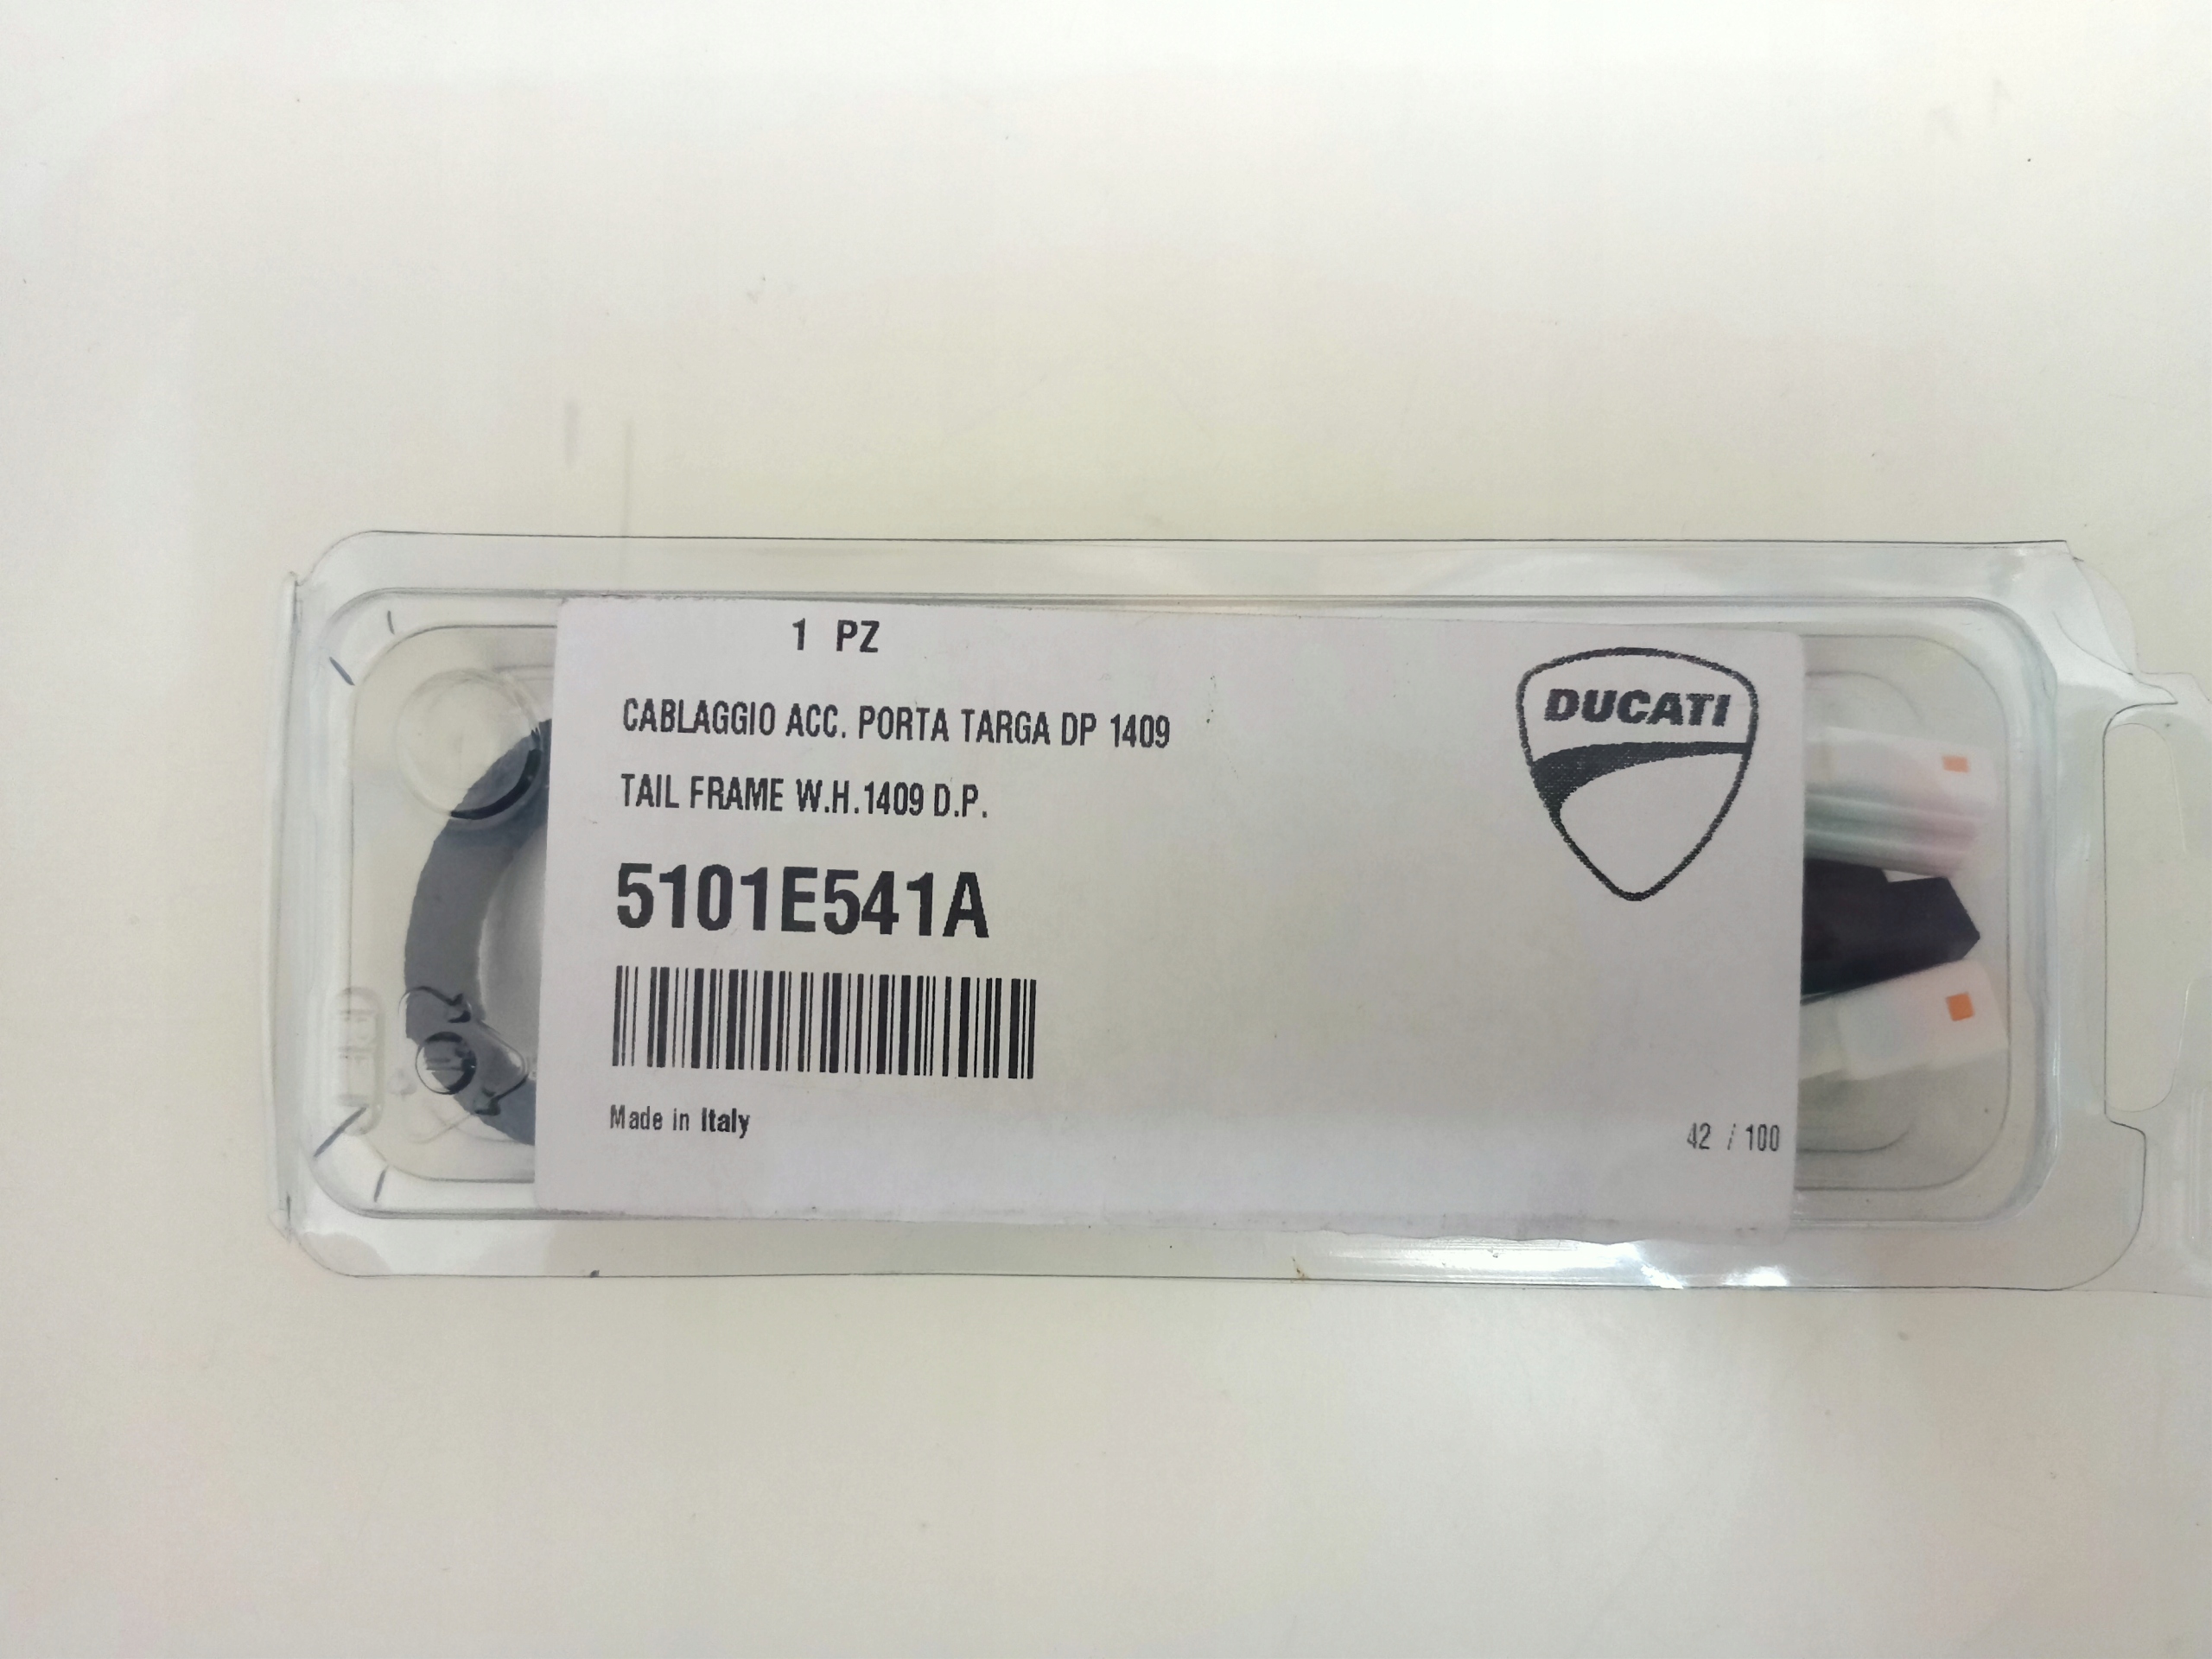 1 PZ
DUCATI
CABLAGGIO ACC. PORTA TARGA DP 1409
TAIL FRAME W.H.1409 D.P.
5101E541A
Made in Italy
42 / 100